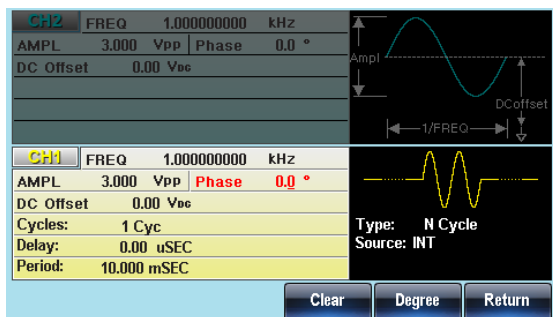 CH2 FREQ 1.000000000 kHz
AMPL 3.000 Vpp Phase 0.0 °
DC Offset 0.00 VDC
Ampl
DCoffset
1/FREQ
CH1 FREQ 1.000000000 kHz
AMPL 3.000 Vpp Phase 0.0 °
DC Offset 0.00 VDC
Cycles: 1 Cyc
Delay: 0.00 uSEC
Period: 10.000 mSEC
Type: N Cycle
Source: INT
Clear Degree Return